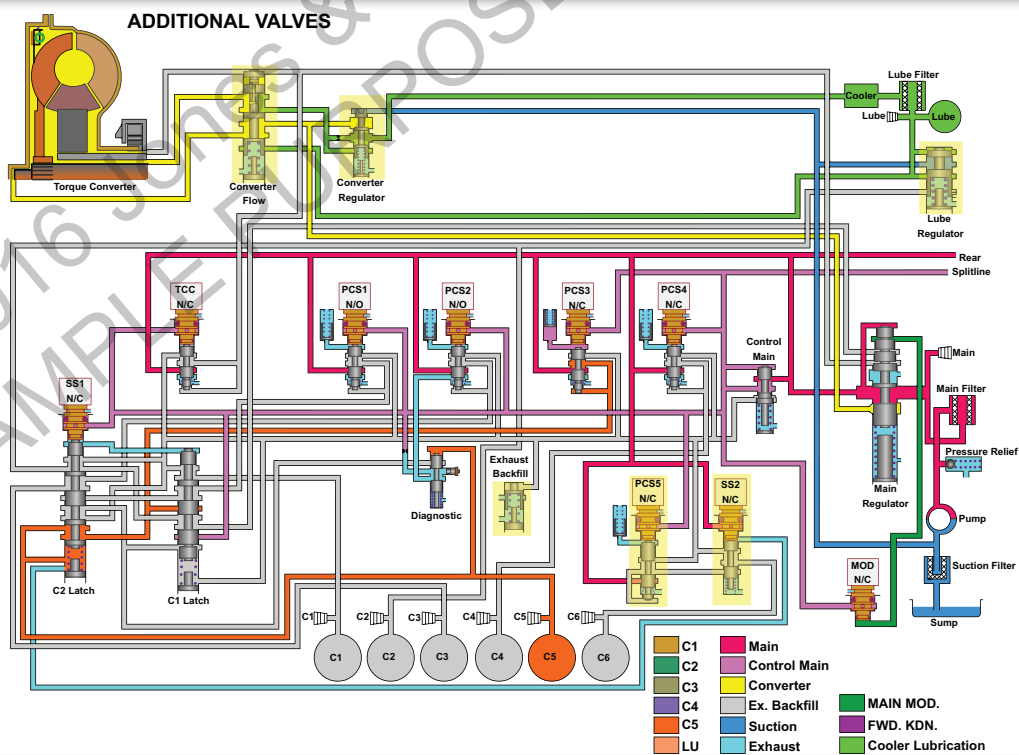 ADDITIONAL VALVES
2016 Jones &
SAMPLE PURPOSE
Torque Converter
Converter
Flow
Converter
Regulator
Cooler
Lube Filter
Lube
Lube
Lube
Regulator
Rear
Splitline
TCC
N/C
PCS1
N/O
PCS2
N/O
PCS3
N/C
PCS4
N/C
Control
Main
Main
Main Filter
Pressure Relief
Main
Regulator
Pump
Suction Filter
Sump
SS1
N/C
C2 Latch
C1 Latch
Diagnostic
Exhaust
Backfill
PCS5
N/C
SS2
N/C
MOD
N/C
C1
C2
C3
C4
C5
C6
C1
C2
C3
C4
C5
C6
C1
C2
C3
C4
C5
LU
Main
Control Main
Converter
Ex. Backfill
Suction
Exhaust
MAIN MOD.
FWD. KDN.
Cooler Lubrication